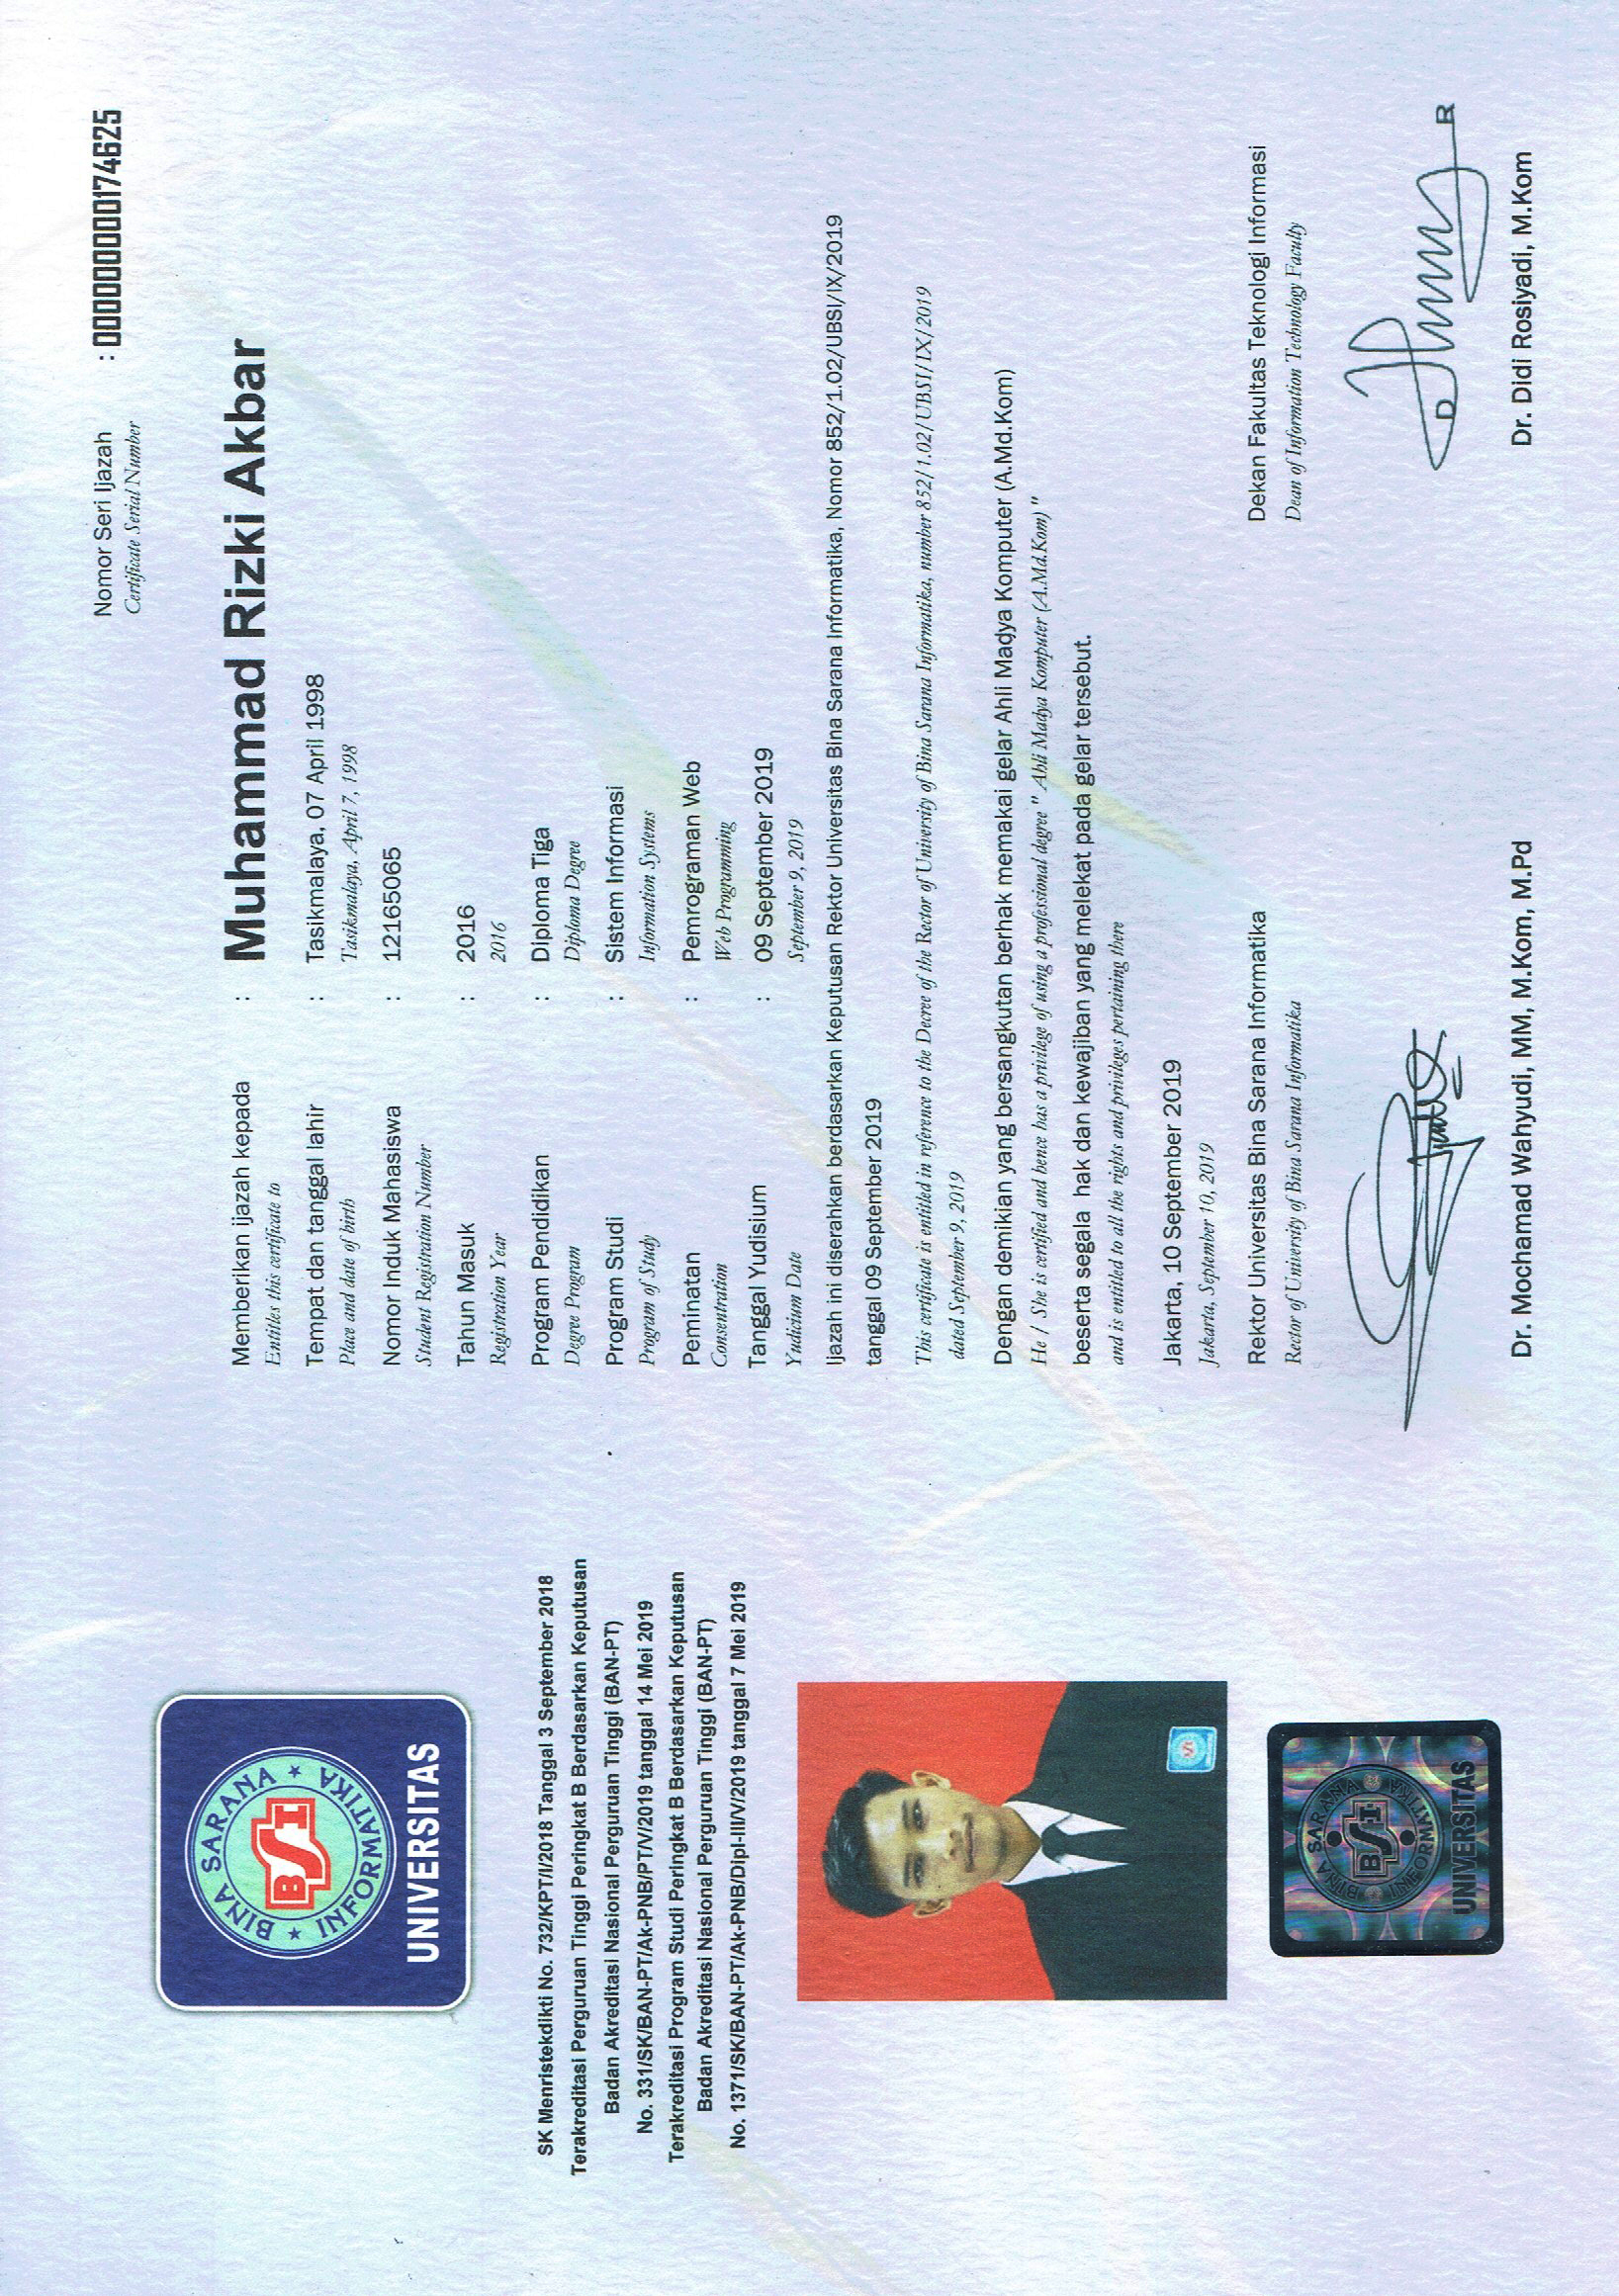 Nomor Seri Ijazah : 000000000174625
Certificate Serial Number
BINA SARANA
BSI
INFORMATIKA
UNIVERSITAS
SK Menristekdikti No. 732/KPT/I/2018 Tanggal 3 September 2018
Terakreditasi Perguruan Tinggi Peringkat B Berdasarkan Keputusan
Badan Akreditasi Nasional Perguruan Tinggi (BAN-PT)
No. 331/SK/BAN-PT/Ak-PNB/PT/V/2019 tanggal 14 Mei 2019
Terakreditasi Program Studi Peringkat B Berdasarkan Keputusan
Badan Akreditasi Nasional Perguruan Tinggi (BAN-PT)
No. 1371/SK/BAN-PT/Ak-PNB/Dipl-III/V/2019 tanggal 7 Mei 2019
BINA SARANA
BSI
INFORMATIKA
UNIVERSITAS
Memberikan ijazah kepada : Muhammad Rizki Akbar
Entitles this certificate to
Tempat dan tanggal lahir : Tasikmalaya, 07 April 1998
Place and date of birth Tasikmalaya, April 7, 1998
Nomor Induk Mahasiswa : 12165065
Student Registration Number
Tahun Masuk : 2016
Registration Year 2016
Program Pendidikan : Diploma Tiga
Degree Program Diploma Degree
Program Studi : Sistem Informasi
Program of Study Information Systems
Peminatan : Pemrograman Web
Consentration Web Programming
Tanggal Yudisium : 09 September 2019
Yudicium Date September 9, 2019
Ijazah ini diserahkan berdasarkan Keputusan Rektor Universitas Bina Sarana Informatika, Nomor 852/1.02/UBSI/IX/2019
tanggal 09 September 2019
This certificate is entitled in reference to the Decree of the Rector of University of Bina Sarana Informatika, number 852/1.02/UBSI/IX/2019
dated September 9, 2019
Dengan demikian yang bersangkutan berhak memakai gelar Ahli Madya Komputer (A.Md.Kom)
He / She is certified and hence has a privilege of using a professional degree " Ahli Madya Komputer (A.Md.Kom) "
beserta segala hak dan kewajiban yang melekat pada gelar tersebut.
and is entitled to all the rights and privileges pertaining there
Jakarta, 10 September 2019
Jakarta, September 10, 2019
Rektor Universitas Bina Sarana Informatika
Rector of University of Bina Sarana Informatika
Dr. Mochamad Wahyudi, MM, M.Kom, M.Pd
Dekan Fakultas Teknologi Informasi
Dean of Information Technology Faculty
D R
Dr. Didi Rosiyadi, M.Kom